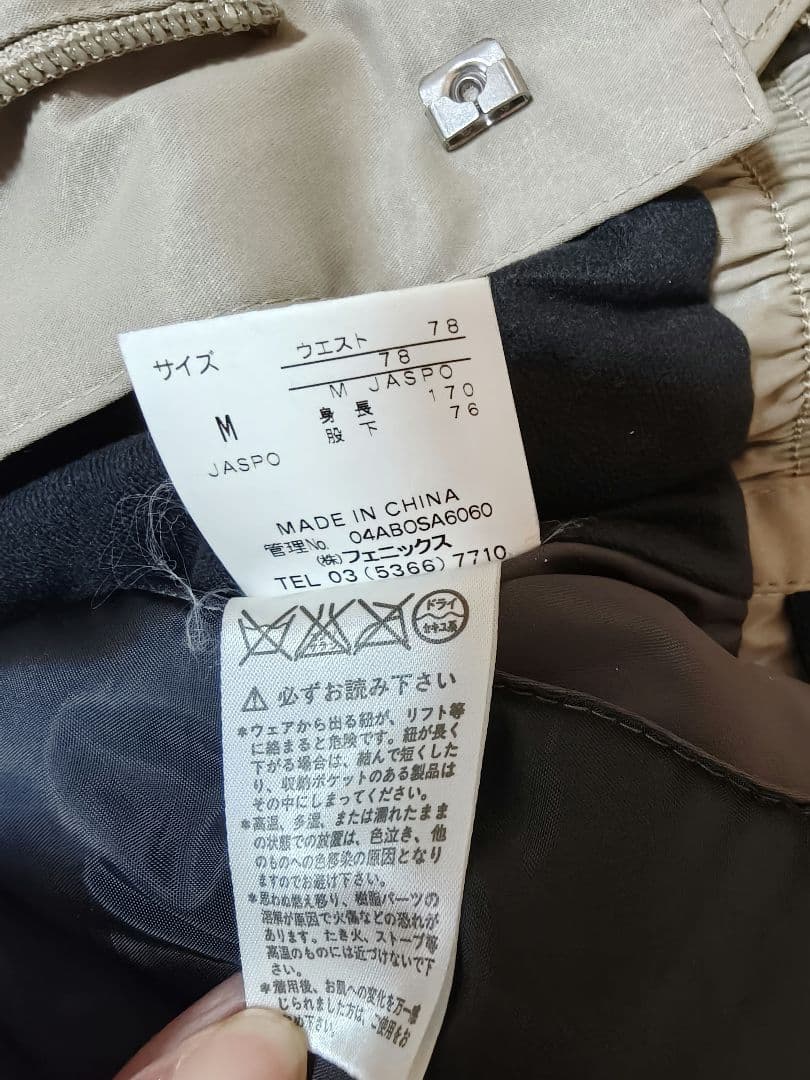 サイズ
M
JASPO
ウエスト 78
78
M JASPO
身長 170
股下 76
MADE IN CHINA
管理No. 04AB0SA6060
(株)フェニックス
TEL 03 (5366) 7710
ドライ
セキユ系
⚠ 必ずお読み下さい
*ウェアから出る紐が、リフト等
に絡まると危険です。紐が長く
下がる場合は、結んで短くした
り、収納ポケットのある製品は
その中にしまってください。
*高温、多湿、または濡れたまま
の状態での放置は、色泣き、他
のものへの色感染の原因となり
ますのでお避け下さい。
*思わぬ燃え移り、樹脂パーツの
溶解が原因で火傷などの恐れが
あります。たき火、ストーブ等
高温のものには近づけないで下
さい。
*着用後、お肌への変化を万一感
じられました方は、ご使用をお
め下さい。